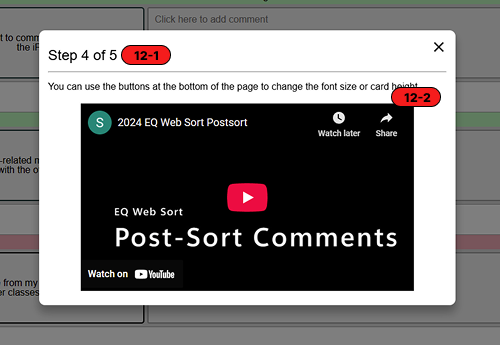 Click here to add comment
t to comm
the iF
Step 4 of 5 12-1
You can use the buttons at the bottom of the page to change the font size or card height.
12-2
S 2024 EQ Web Sort Postsort
Watch later Share
-related n
with the o
EQ Web Sort
Post-Sort Comments
Watch on YouTube
e from my
er classes